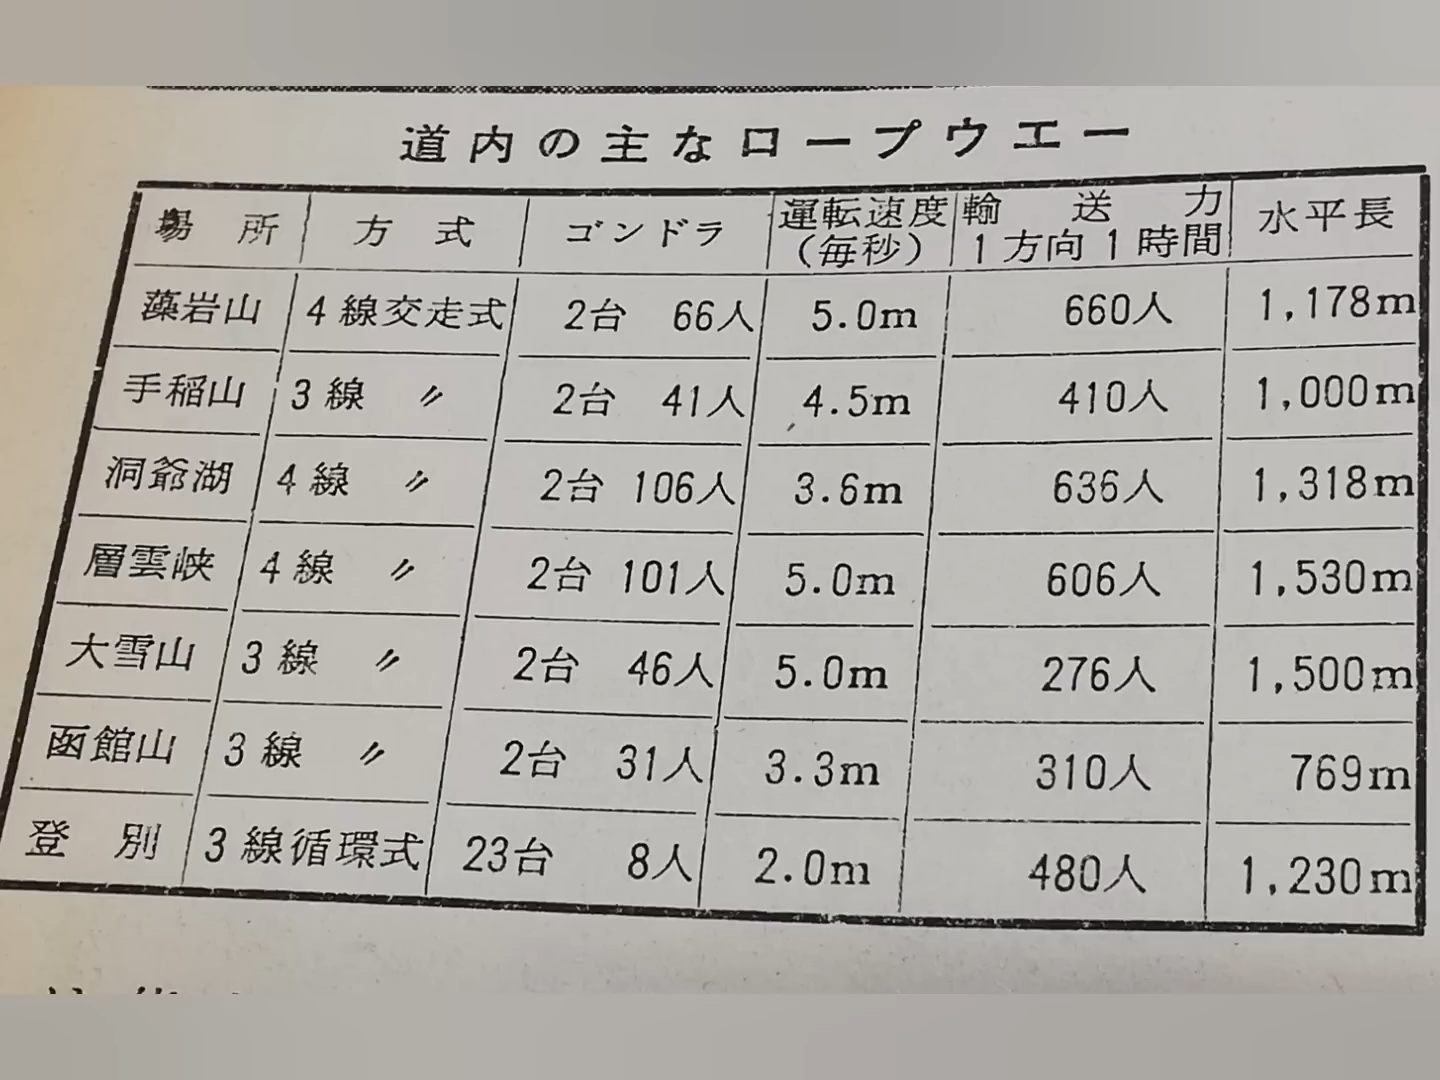 道内の主なロープウエー
場所 方式 ゴンドラ 運転速度（毎秒） 輸送力1方向1時間 水平長
藻岩山 4線交走式 2台 66人 5.0m 660人 1,178m
手稲山 3線 〃 2台 41人 4.5m 410人 1,000m
洞爺湖 4線 〃 2台 106人 3.6m 636人 1,318m
層雲峡 4線 〃 2台 101人 5.0m 606人 1,530m
大雪山 3線 〃 2台 46人 5.0m 276人 1,500m
函館山 3線 〃 2台 31人 3.3m 310人 769m
登別 3線循環式 23台 8人 2.0m 480人 1,230m